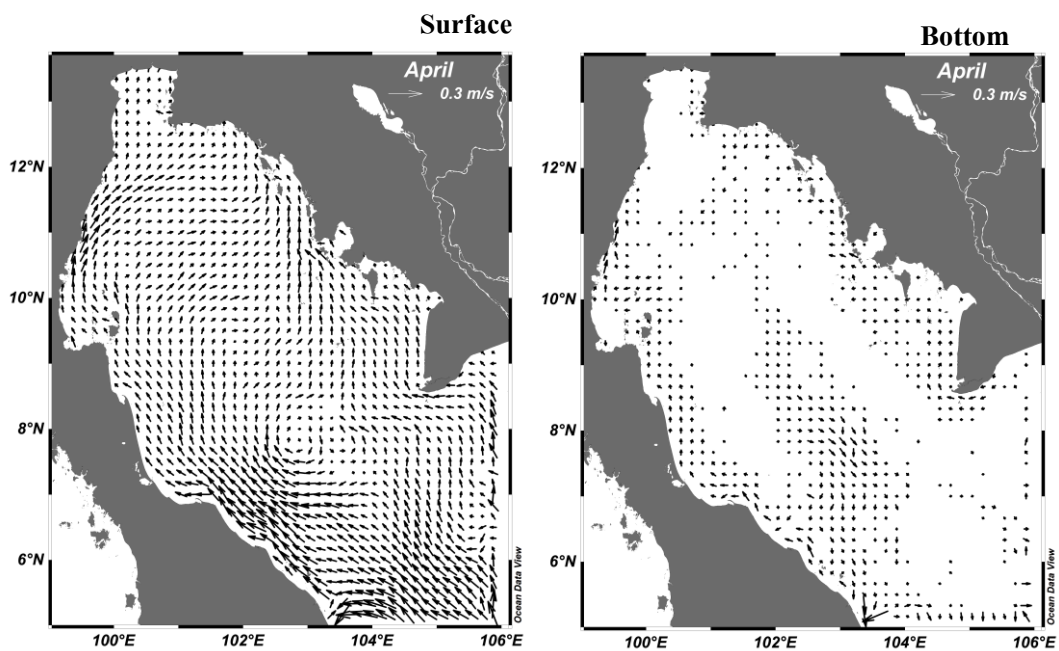 Surface
April
0.3 m/s
12°N
10°N
8°N
6°N
100°E 102°E 104°E 106°E
Ocean Data View
Bottom
April
0.3 m/s
12°N
10°N
8°N
6°N
100°E 102°E 104°E 106°E
Ocean Data View